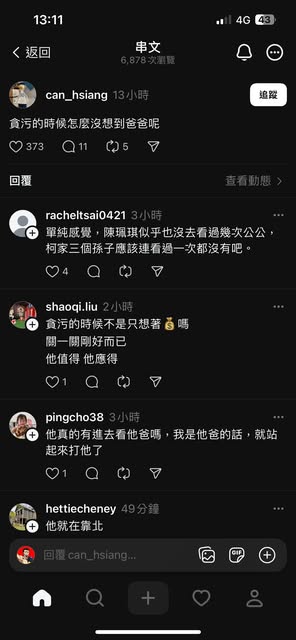 13:11
4G 43
返回
串文
6,878次瀏覽
can_hsiang 13小時
追蹤
貪污的時候怎麼沒想到爸爸呢
373 11 5
回覆
查看動態
racheltsai0421 3小時
單純感覺，陳珮琪似乎也沒去看過幾次公公，
柯家三個孫子應該連看過一次都沒有吧。
4
shaoqi.liu 2小時
貪污的時候不是只想著💰嗎
關一關剛好而已
他值得 他應得
1
pingcho38 3小時
他真的有進去看他爸嗎，我是他爸的話，就站
起來打他了
1
hettiecheney 49分鐘
他就在靠北
回覆 can_hsiang...
GIF